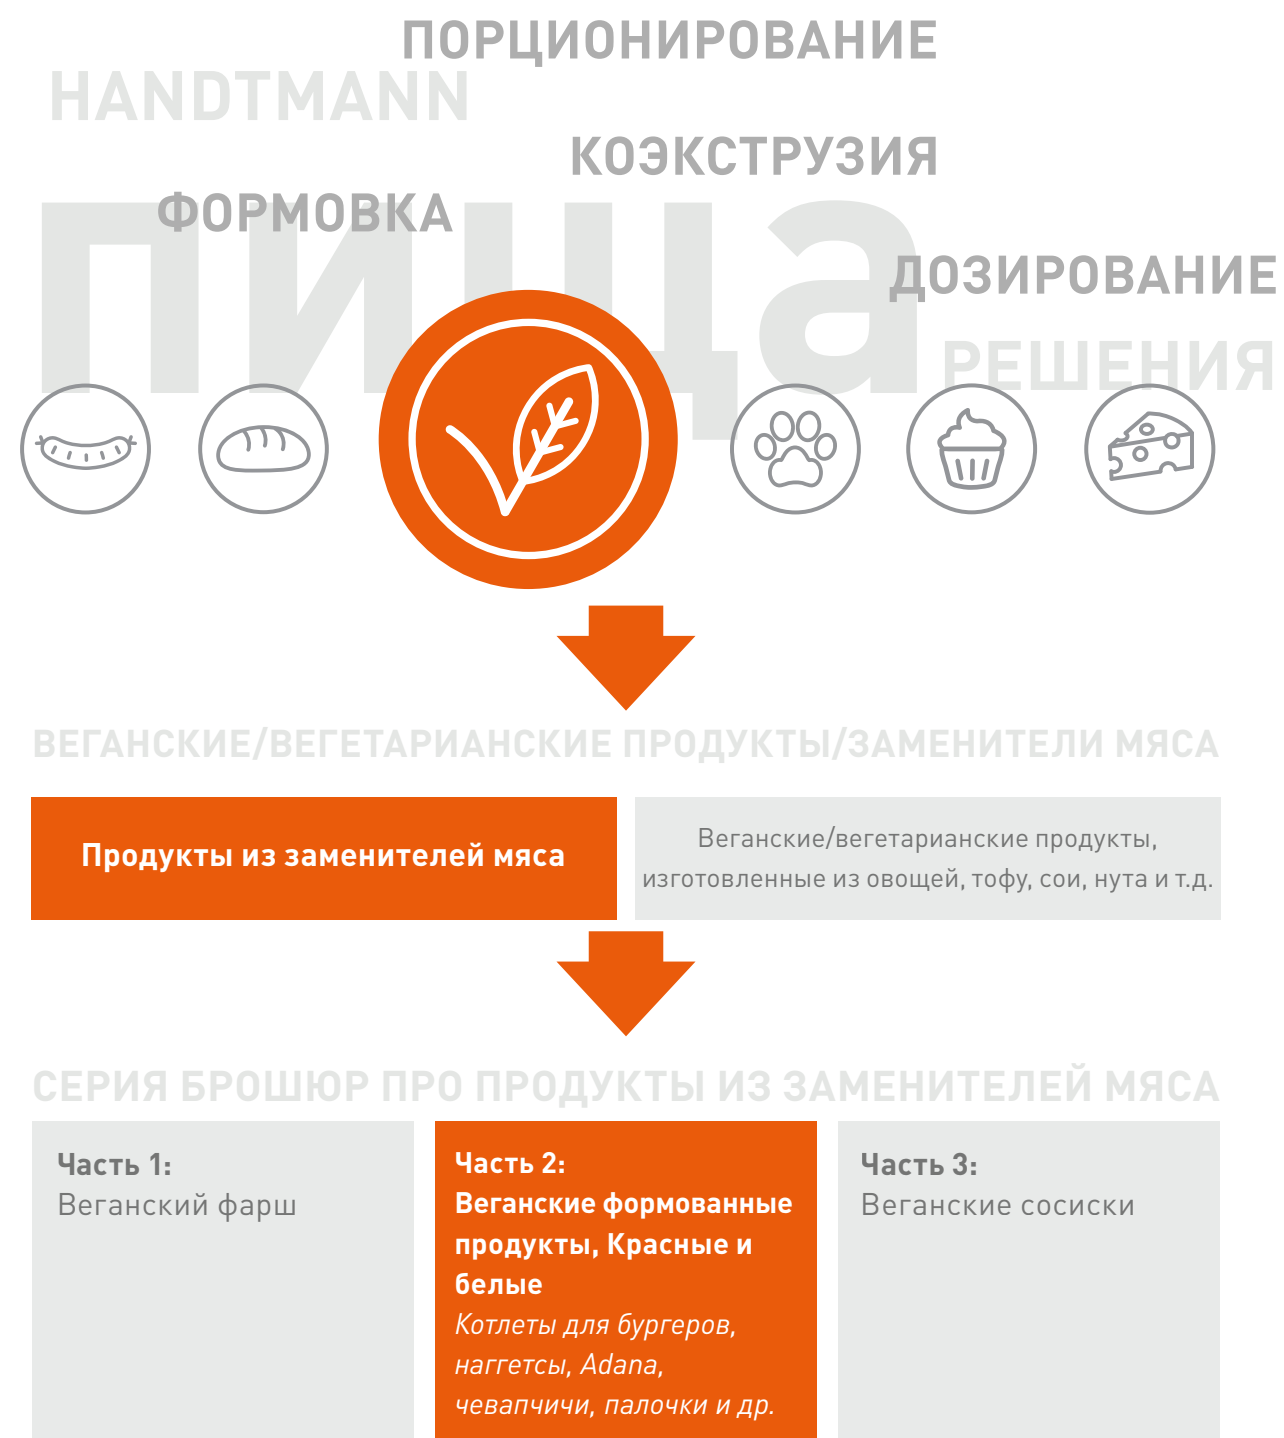 ПОРЦИОНИРОВАНИЕ
HANDTMANN
КОЭКСТРУЗИЯ
ФОРМОВКА
пища
ДОЗИРОВАНИЕ
РЕШЕНИЯ
ВЕГАНСКИЕ/ВЕГЕТАРИАНСКИЕ ПРОДУКТЫ/ЗАМЕНИТЕЛИ МЯСА
Продукты из заменителей мяса
Веганские/вегетарианские продукты,
изготовленные из овощей, тофу, сои, нута и т.д.
СЕРИЯ БРОШЮР ПРО ПРОДУКТЫ ИЗ ЗАМЕНИТЕЛЕЙ МЯСА
Часть 1:
Веганский фарш
Часть 2:
Веганские формованные
продукты, Красные и
белые
Котлеты для бургеров,
наггетсы, Adana,
чевапчичи, палочки и др.
Часть 3:
Веганские сосиски